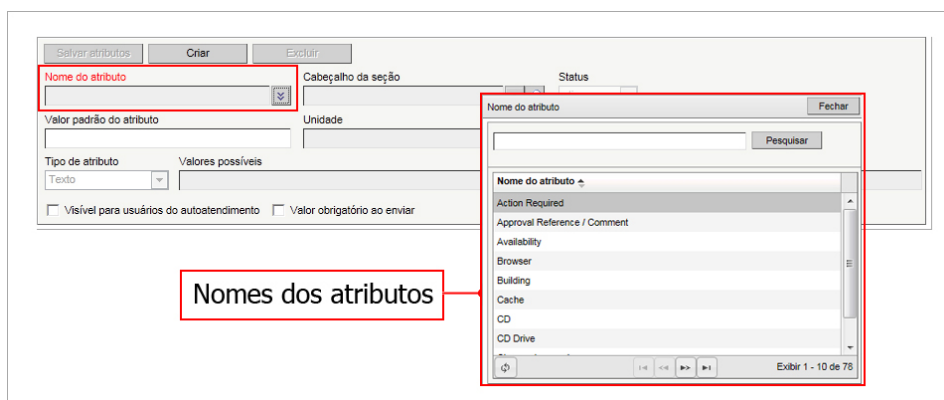 Salvar atributos Criar Excluir
Nome do atributo Cabeçalho da seção Status
Valor padrão do atributo Unidade
Tipo de atributo Valores possíveis
Texto
Visível para usuários do autoatendimento Valor obrigatório ao enviar
Nome do atributo Fechar
Pesquisar
Nome do atributo
Action Required
Approval Reference / Comment
Availability
Browser
Building
Cache
CD
CD Drive
Exibir 1 - 10 de 78
Nomes dos atributos